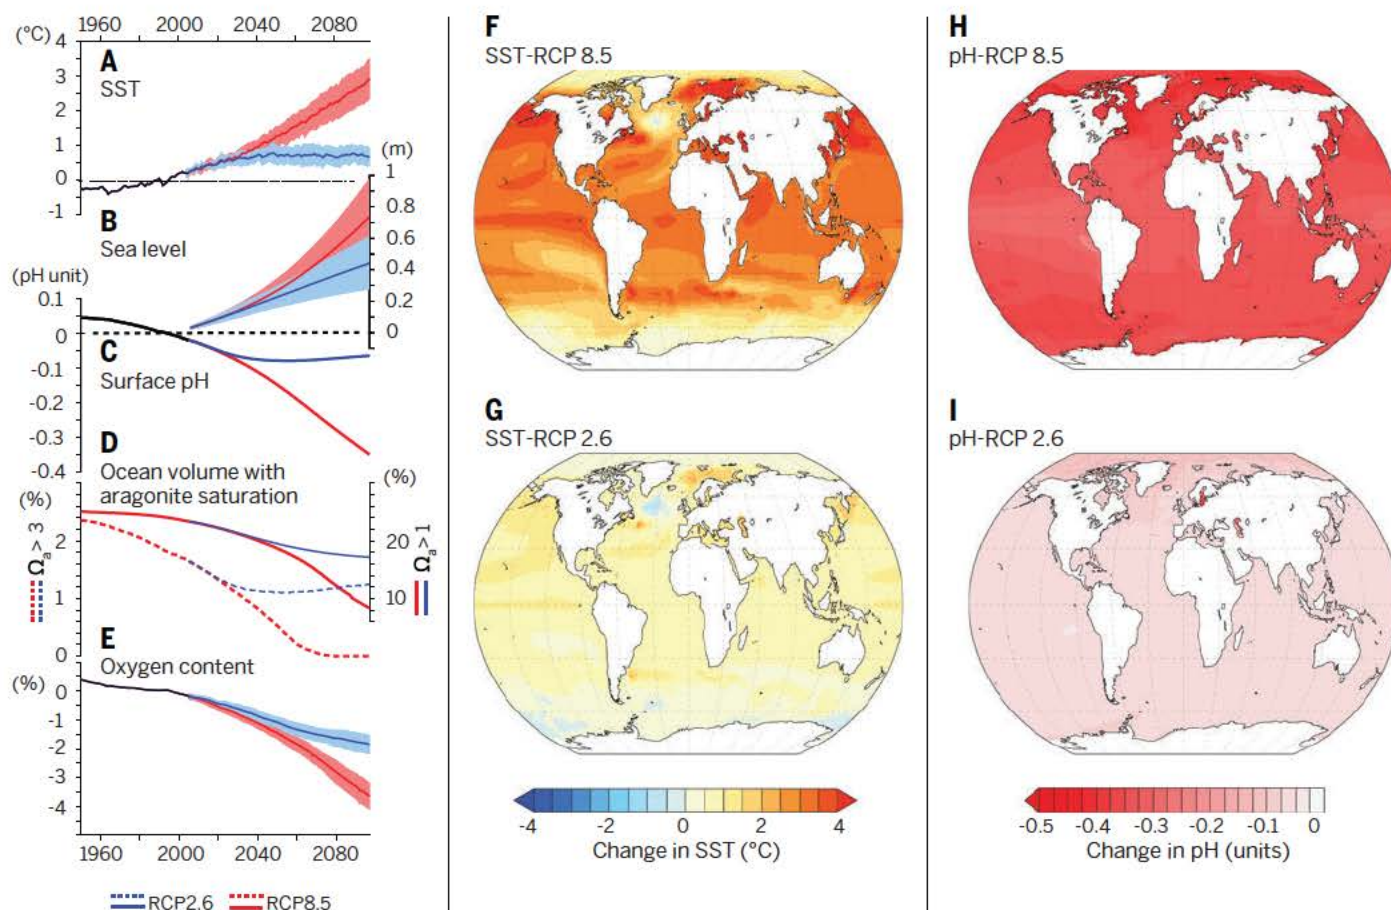 1960 2000 2040 2080
(°C)
4
3
2
1
0
-1
A
SST
(m)
1
0.8
0.6
0.4
0.2
0
B
Sea level
(pH unit)
0.1
0
-0.1
-0.2
-0.3
-0.4
C
Surface pH
D
Ocean volume with
aragonite saturation
(%)
2
1
0
Ωa > 3
(%)
20
10
Ωa > 1
E
Oxygen content
(%)
0
-1
-2
-3
-4
1960 2000 2040 2080
RCP2.6 RCP8.5
F
SST-RCP 8.5
G
SST-RCP 2.6
-4 -2 0 2 4
Change in SST (°C)
H
pH-RCP 8.5
I
pH-RCP 2.6
-0.5 -0.4 -0.3 -0.2 -0.1 0
Change in pH (units)